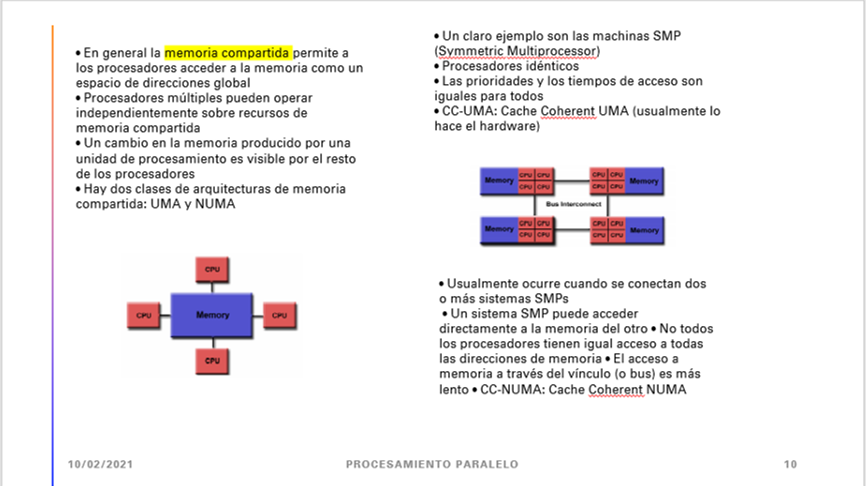 • En general la memoria compartida permite a
los procesadores acceder a la memoria como un
espacio de direcciones global
• Procesadores múltiples pueden operar
independientemente sobre recursos de
memoria compartida
• Un cambio en la memoria producido por una
unidad de procesamiento es visible por el resto
de los procesadores
• Hay dos clases de arquitecturas de memoria
compartida: UMA y NUMA
CPU
CPU
Memory
CPU
CPU
• Un claro ejemplo son las machinas SMP
(Symmetric Multiprocessor)
• Procesadores idénticos
• Las prioridades y los tiempos de acceso son
iguales para todos
• CC-UMA: Cache Coherent UMA (usualmente lo
hace el hardware)
Memory CPU CPU CPU CPU
CPU CPU CPU CPU Memory
Bus Interconnect
Memory CPU CPU CPU CPU
CPU CPU CPU CPU Memory
• Usualmente ocurre cuando se conectan dos
o más sistemas SMPs
• Un sistema SMP puede acceder
directamente a la memoria del otro • No todos
los procesadores tienen igual acceso a todas
las direcciones de memoria • El acceso a
memoria a través del vínculo (o bus) es más
lento • CC-NUMA: Cache Coherent NUMA
10/02/2021
PROCESAMIENTO PARALELO
10